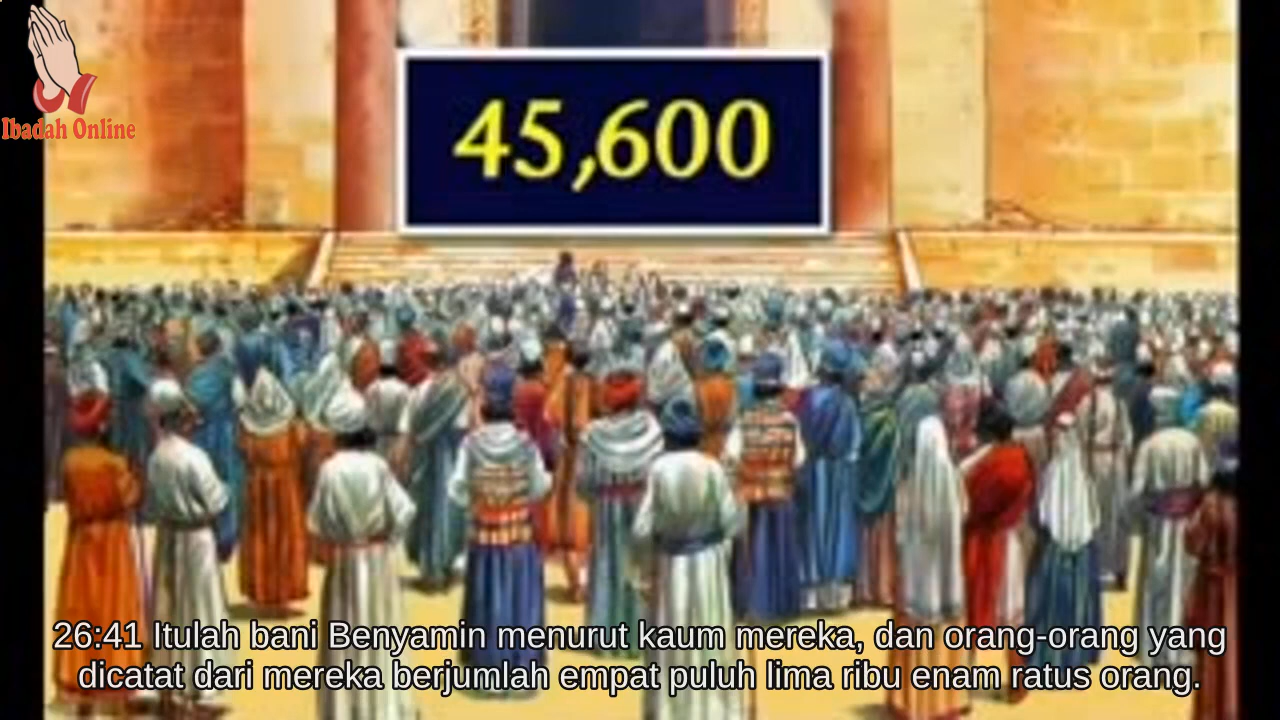 Ibadah Online
45,600
26:41 Itulah bani Benyamin menurut kaum mereka, dan orang-orang yang
dicatat dari mereka berjumlah empat puluh lima ribu enam ratus orang.